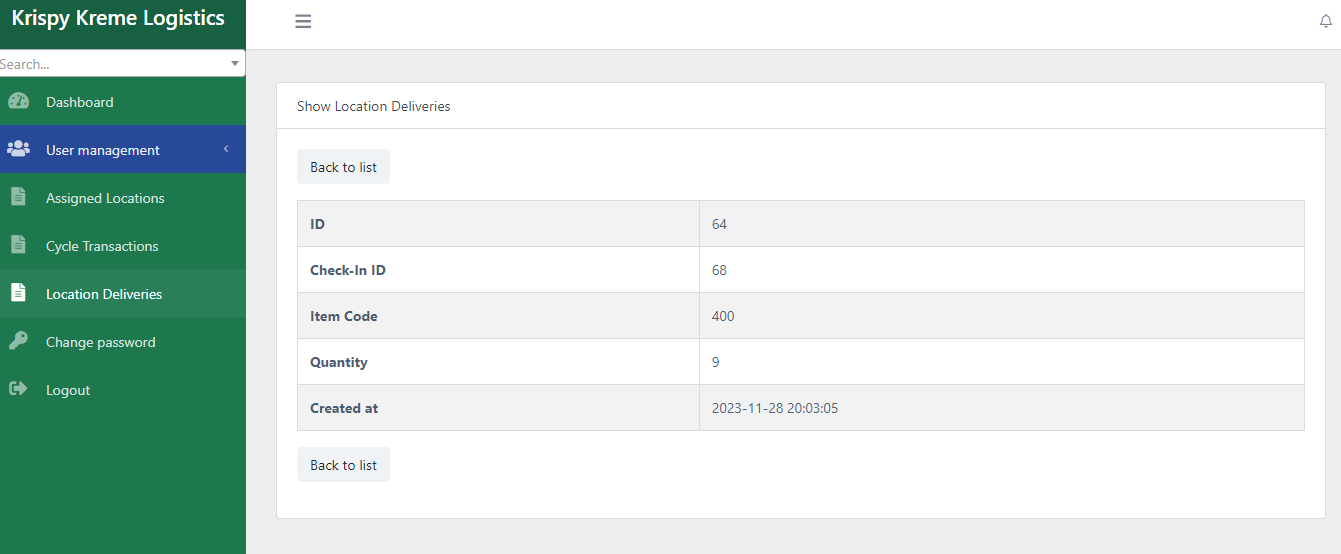 Krispy Kreme Logistics
Search...
Dashboard
User management
Assigned Locations
Cycle Transactions
Location Deliveries
Change password
Logout
Show Location Deliveries
Back to list
ID 64
Check-In ID 68
Item Code 400
Quantity 9
Created at 2023-11-28 20:03:05
Back to list